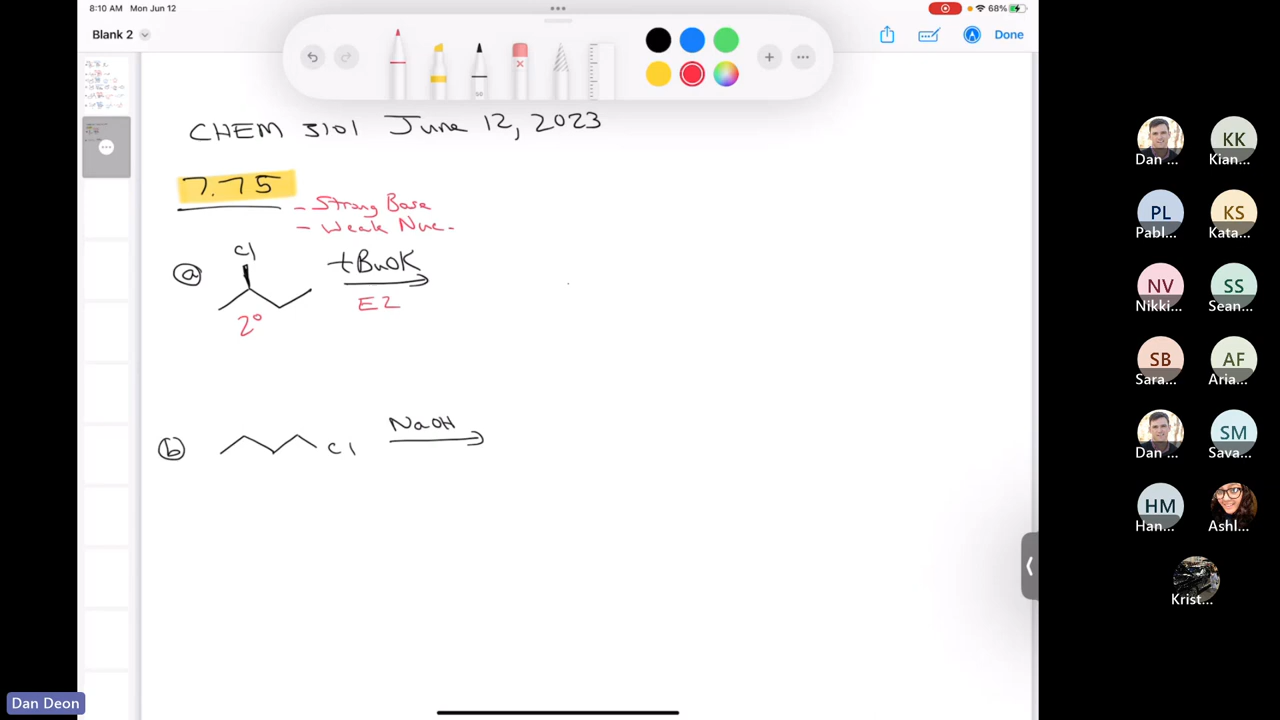 8:10 AM Mon Jun 12
68%
Blank 2
Done
CHEM 3101 June 12, 2023
7.75
- Strong Base
- Weak Nuc.
a
Cl
tBuOK
E2
2°
b
Cl
NaOH
Dan ...
KK
Kian...
PL
Pabl...
KS
Kata...
NV
Nikki...
SS
Sean...
SB
Sara...
AF
Aria...
Dan ...
SM
Sava...
HM
Han...
Ashl...
Krist...
Dan Deon